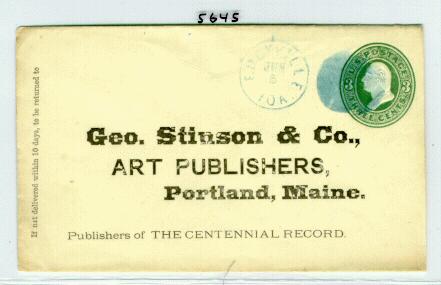 5645
JUN
6
IOA
U.S. POSTAGE
THREE CENTS
Geo. Stinson & Co.,
ART PUBLISHERS,
Portland, Maine.
Publishers of THE CENTENNIAL RECORD.
If not delivered within 10 days, to be returned to